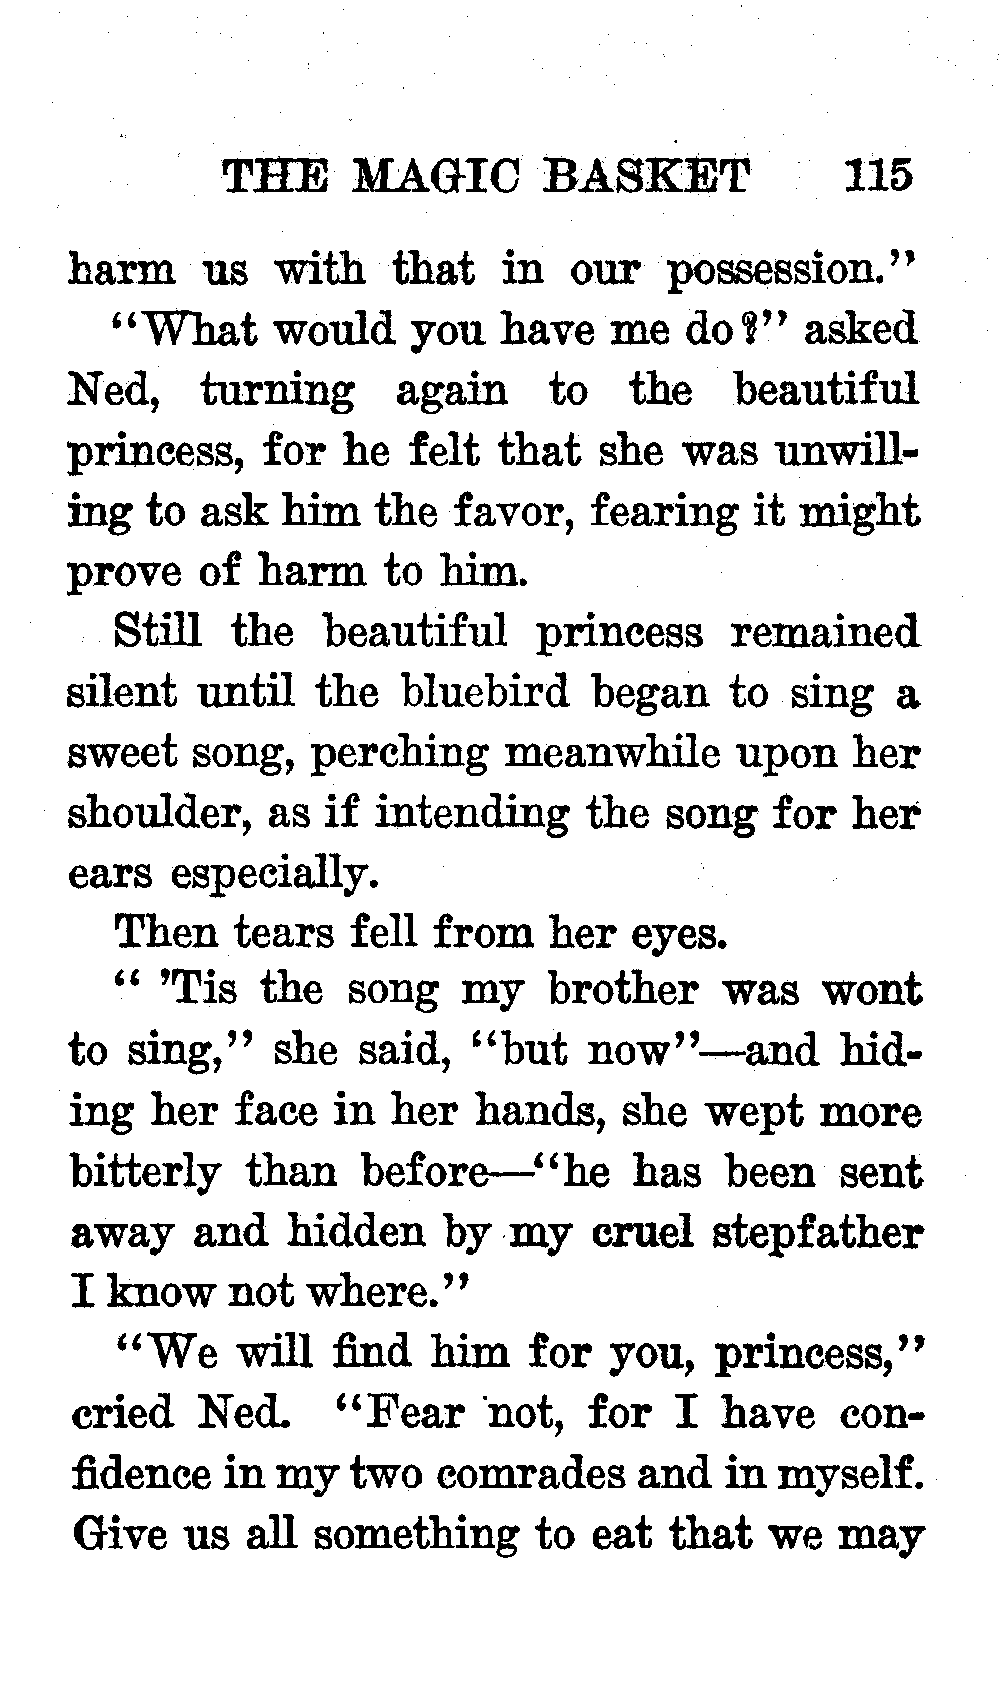 THE MAGIC BASKET 115
harm us with that in our possession."
"What would you have me do?" asked
Ned, turning again to the beautiful
princess, for he felt that she was unwill-
ing to ask him the favor, fearing it might
prove of harm to him.
Still the beautiful princess remained
silent until the bluebird began to sing a
sweet song, perching meanwhile upon her
shoulder, as if intending the song for her
ears especially.
Then tears fell from her eyes.
" 'Tis the song my brother was wont
to sing," she said, "but now"—and hid-
ing her face in her hands, she wept more
bitterly than before—"he has been sent
away and hidden by my cruel stepfather
I know not where."
"We will find him for you, princess,"
cried Ned. "Fear not, for I have con-
fidence in my two comrades and in myself.
Give us all something to eat that we may